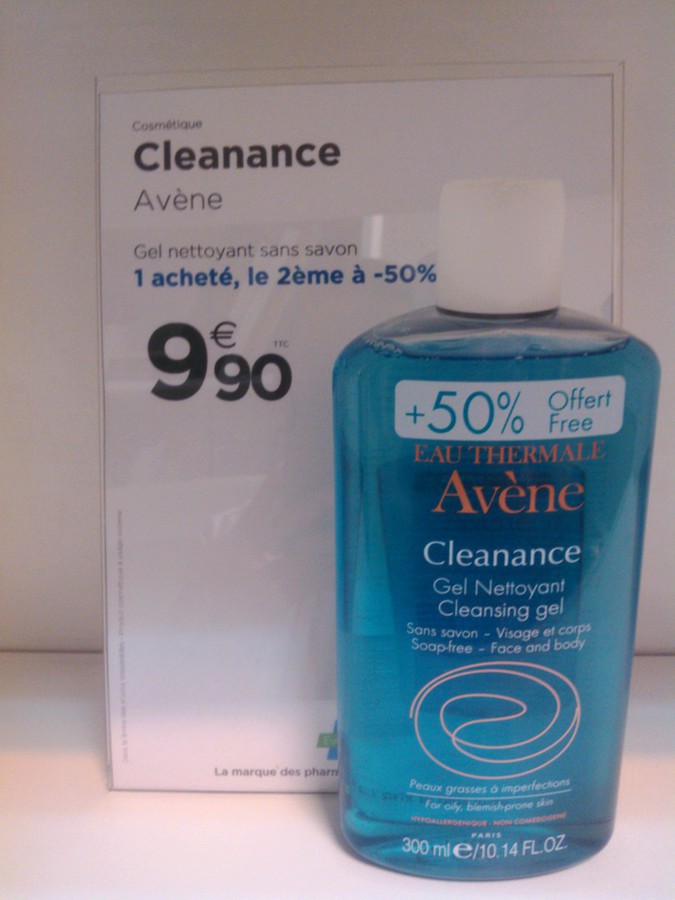 Cosmétique
Cleanance
Avène
Gel nettoyant sans savon
1 acheté, le 2ème à -50%
9€90
TTC
La marque des pharm
+50% Offert
Free
EAU THERMALE
Avène
Cleanance
Gel Nettoyant
Cleansing gel
Sans savon - Visage et corps
Soap-free - Face and body
Peaux grasses à imperfections
For oily, blemish-prone skin
HYPOALLERGENIQUE - NON COMEDOGENE
PARIS
300 ml e/10.14 FL.OZ.